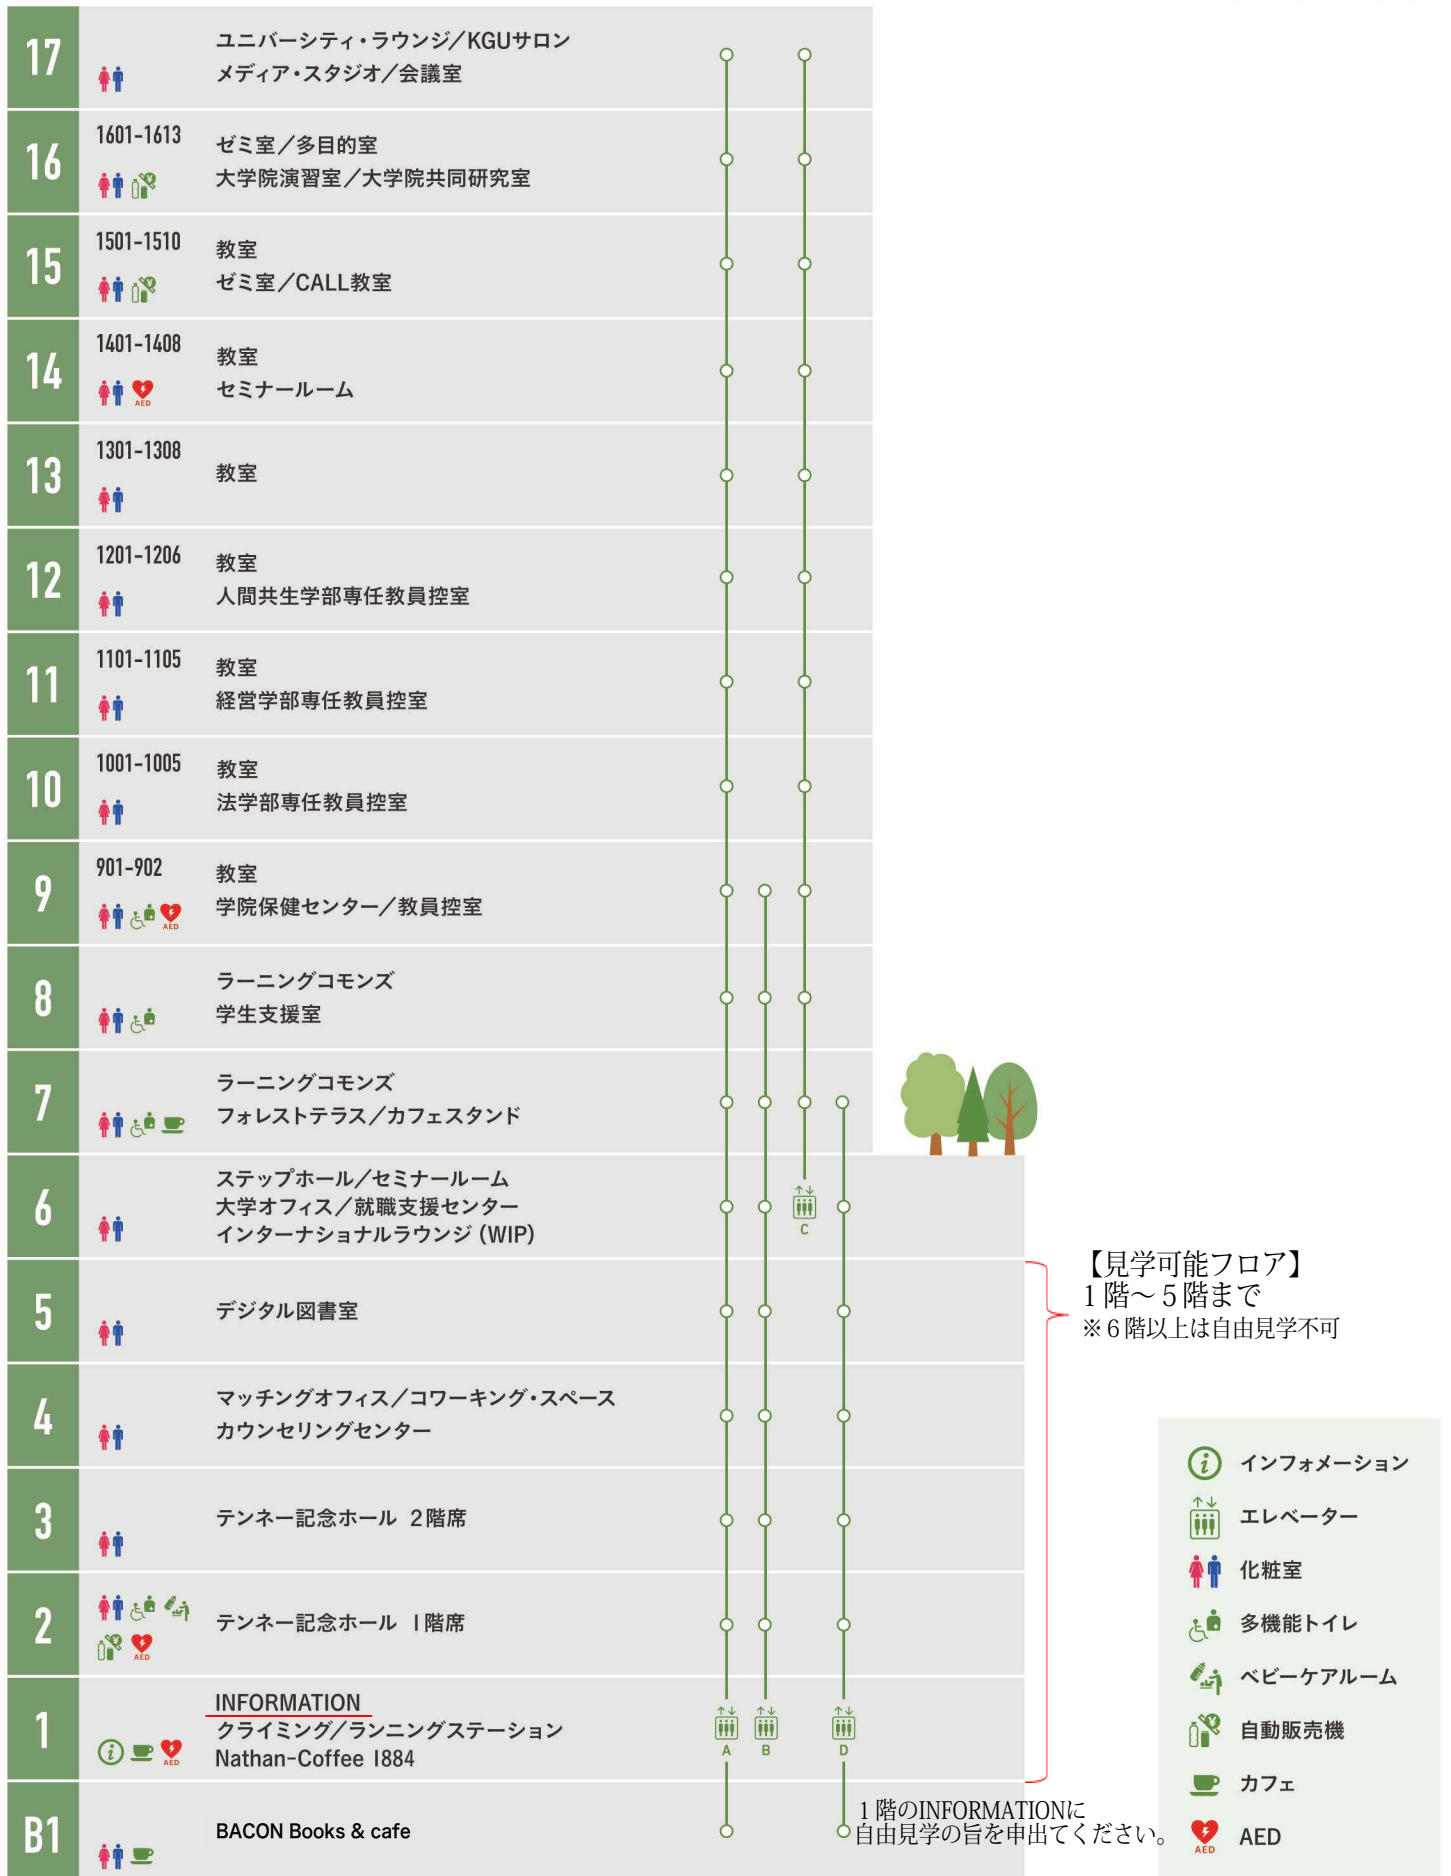 17
ユニバーシティ・ラウンジ／KGUサロン
メディア・スタジオ／会議室
16
1601-1613
ゼミ室／多目的室
大学院演習室／大学院共同研究室
15
1501-1510
教室
ゼミ室／CALL教室
14
1401-1408
教室
セミナールーム
AED
13
1301-1308
教室
12
1201-1206
教室
人間共生学部専任教員控室
11
1101-1105
教室
経営学部専任教員控室
10
1001-1005
教室
法学部専任教員控室
9
901-902
教室
学院保健センター／教員控室
AED
8
ラーニングコモンズ
学生支援室
7
ラーニングコモンズ
フォレストテラス／カフェスタンド
6
ステップホール／セミナールーム
大学オフィス／就職支援センター
インターナショナルラウンジ（WIP）
C
5
デジタル図書室
【見学可能フロア】
１階～５階まで
※６階以上は自由見学不可
4
マッチングオフィス／コワーキング・スペース
カウンセリングセンター
3
テンネー記念ホール 2階席
2
テンネー記念ホール 1階席
AED
1
INFORMATION
クライミング／ランニングステーション
Nathan-Coffee 1884
AED
A
B
D
B1
BACON Books & cafe
１階のINFORMATIONに
自由見学の旨を申出てください。
インフォメーション
エレベーター
化粧室
多機能トイレ
ベビーケアルーム
自動販売機
カフェ
AED
AED